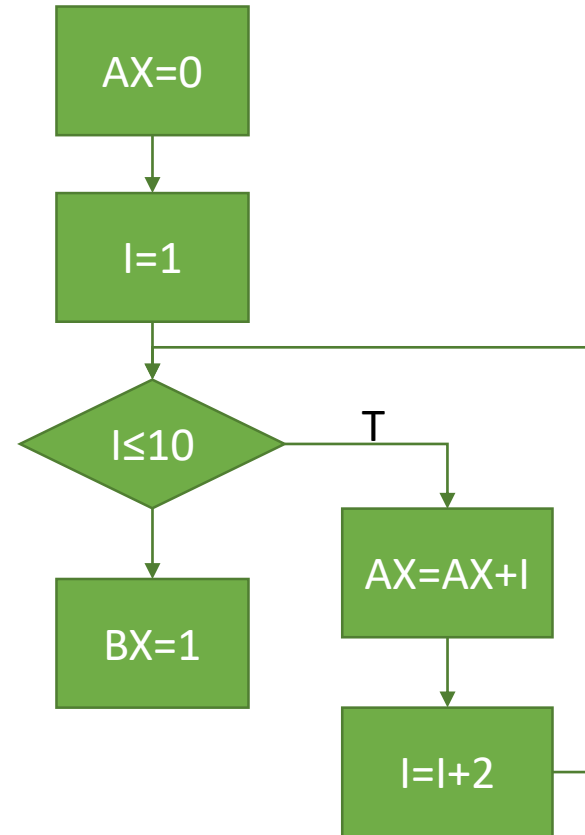 AX=0
I=1
I≤10
T
AX=AX+I
BX=1
I=I+2